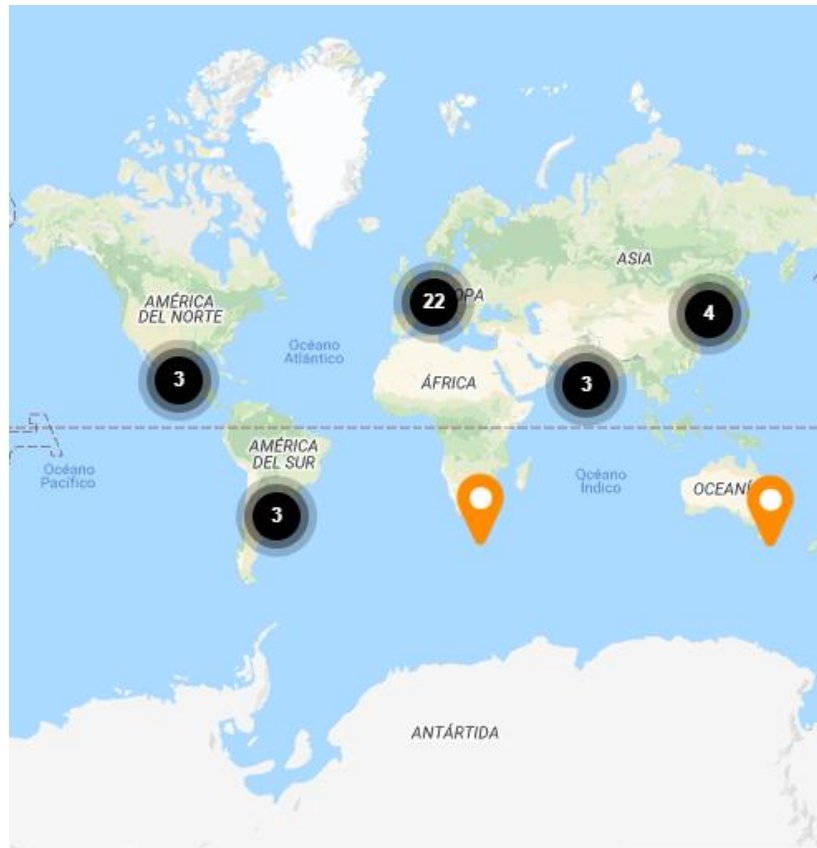 ASIA
22
OPA
AMÉRICA
DEL NORTE
4
Océano
Atlántico
3
ÁFRICA
3
AMÉRICA
DEL SUR
Océano
Pacífico
Océano
Índico
OCEANÍ
3
ANTÁRTIDA